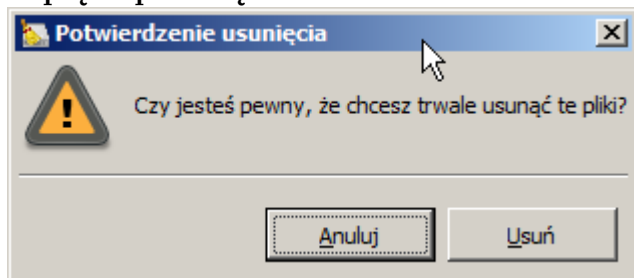 Potwierdzenie usunięcia
Czy jesteś pewny, że chcesz trwale usunąć te pliki?
Anuluj
Usuń